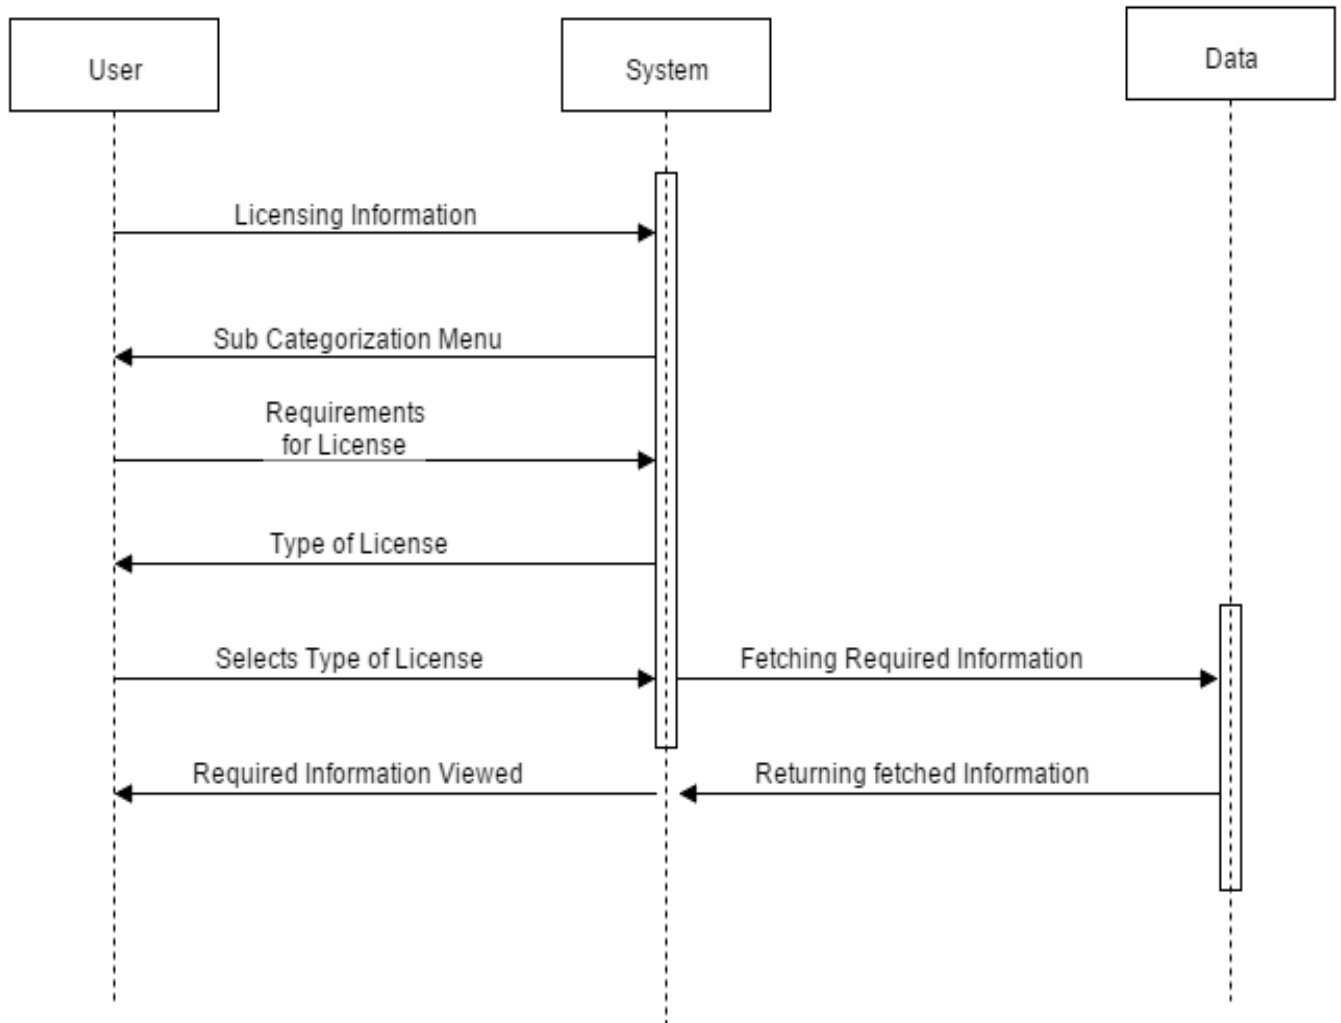 User
System
Data
Licensing Information
Sub Categorization Menu
Requirements
for License
Type of License
Selects Type of License
Fetching Required Information
Required Information Viewed
Returning fetched Information